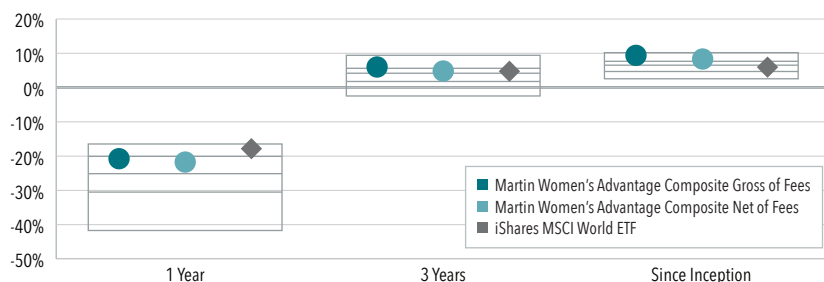 20%
10%
0%
-10%
-20%
-30%
-40%
-50%
Martin Women’s Advantage Composite Gross of Fees
Martin Women’s Advantage Composite Net of Fees
iShares MSCI World ETF
1 Year
3 Years
Since Inception